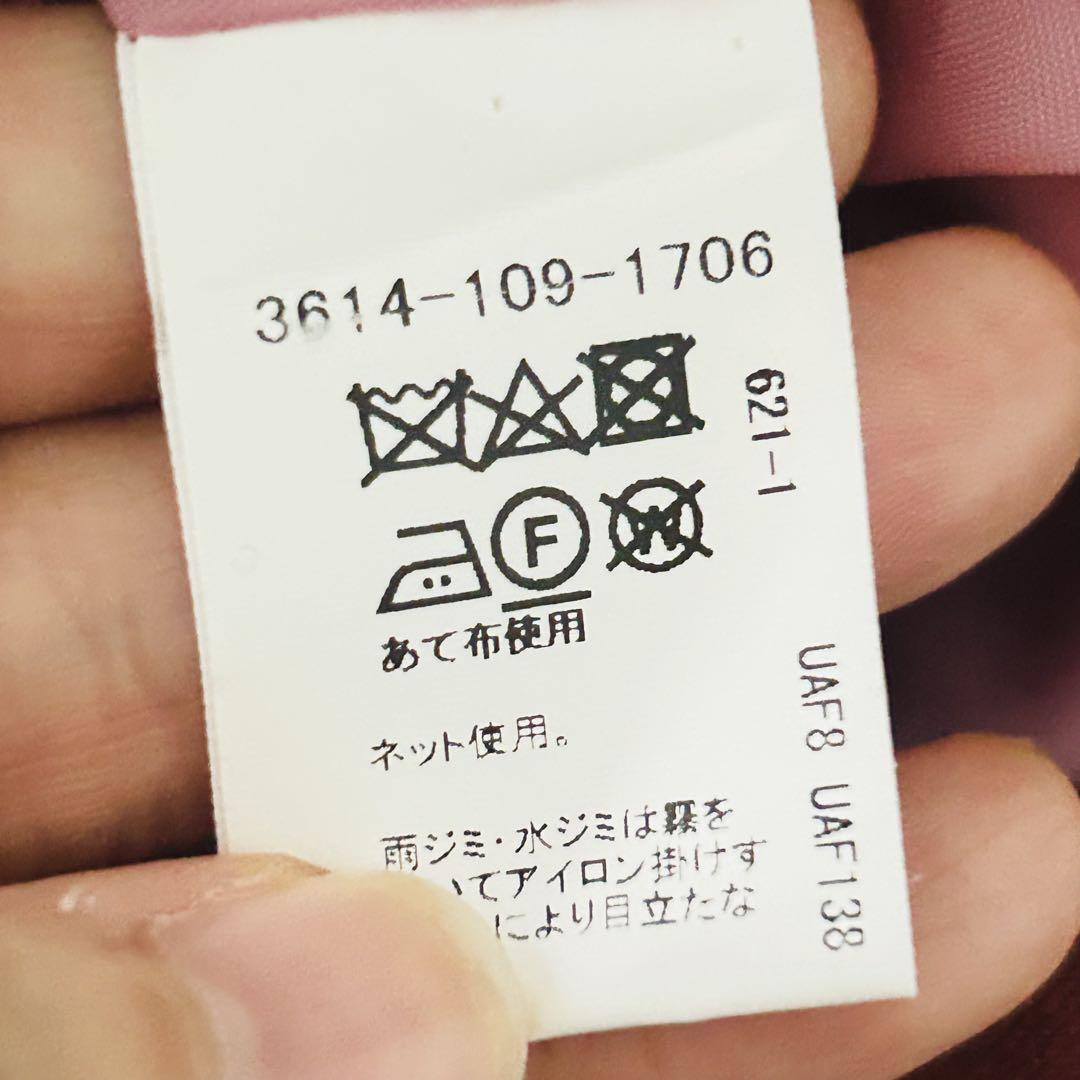 3614-109-1706
621-1
F
W
あて布使用
ネット使用。
雨ジミ・水ジミは霧を
いてアイロン掛けす
により目立たな
UAF8 UAF138